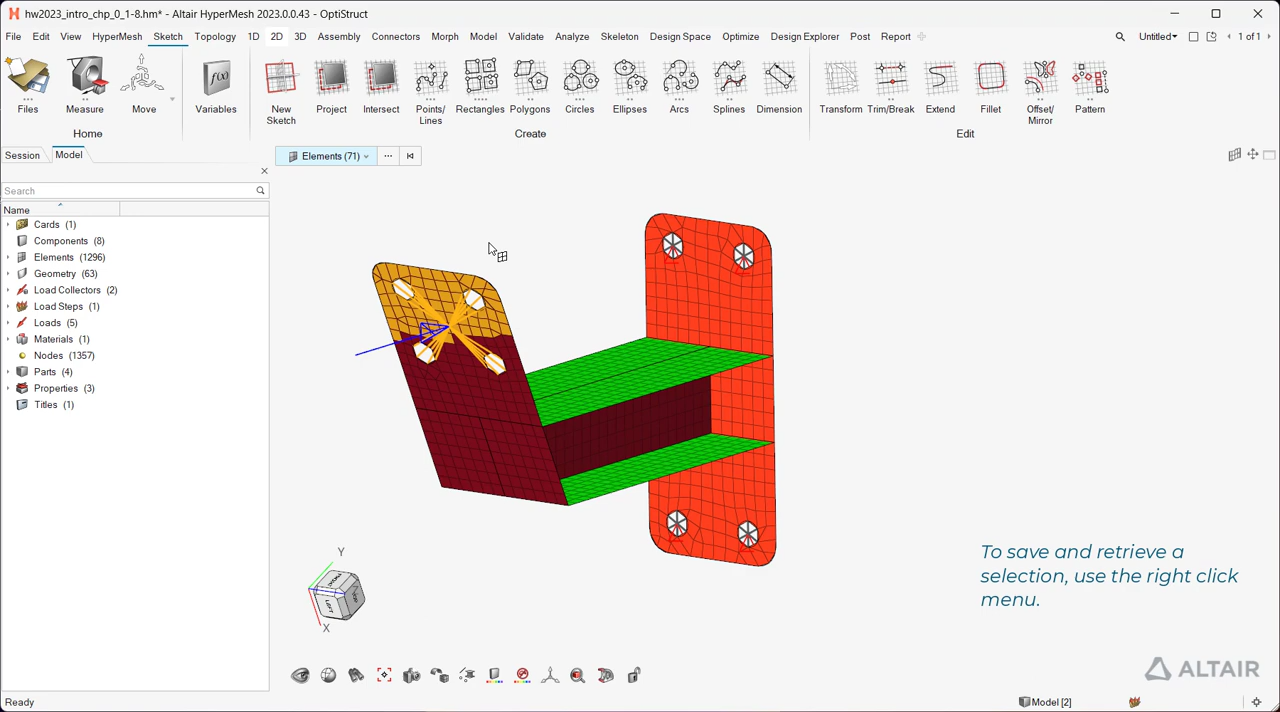 hw2023_intro_chp_0_1-8.hm* - Altair HyperMesh 2023.0.0.43 - OptiStruct
File Edit View HyperMesh Sketch Topology 1D 2D 3D Assembly Connectors Morph Model Validate Analyze Skeleton Design Space Optimize Design Explorer Post Report Untitled 1 of 1
Files Measure Move Variables New Sketch Project Intersect Points/Lines Rectangles Polygons Circles Ellipses Arcs Splines Dimension Transform Trim/Break Extend Fillet Offset/Mirror Pattern
Home Create Edit
Session Model
Elements (71)
Search
Name
Cards (1)
Components (8)
Elements (1296)
Geometry (63)
Load Collectors (2)
Load Steps (1)
Loads (5)
Materials (1)
Nodes (1357)
Parts (4)
Properties (3)
Titles (1)
To save and retrieve a
selection, use the right click
menu.
Y
LEFT
X
ALTAIR
Ready
Model [2]